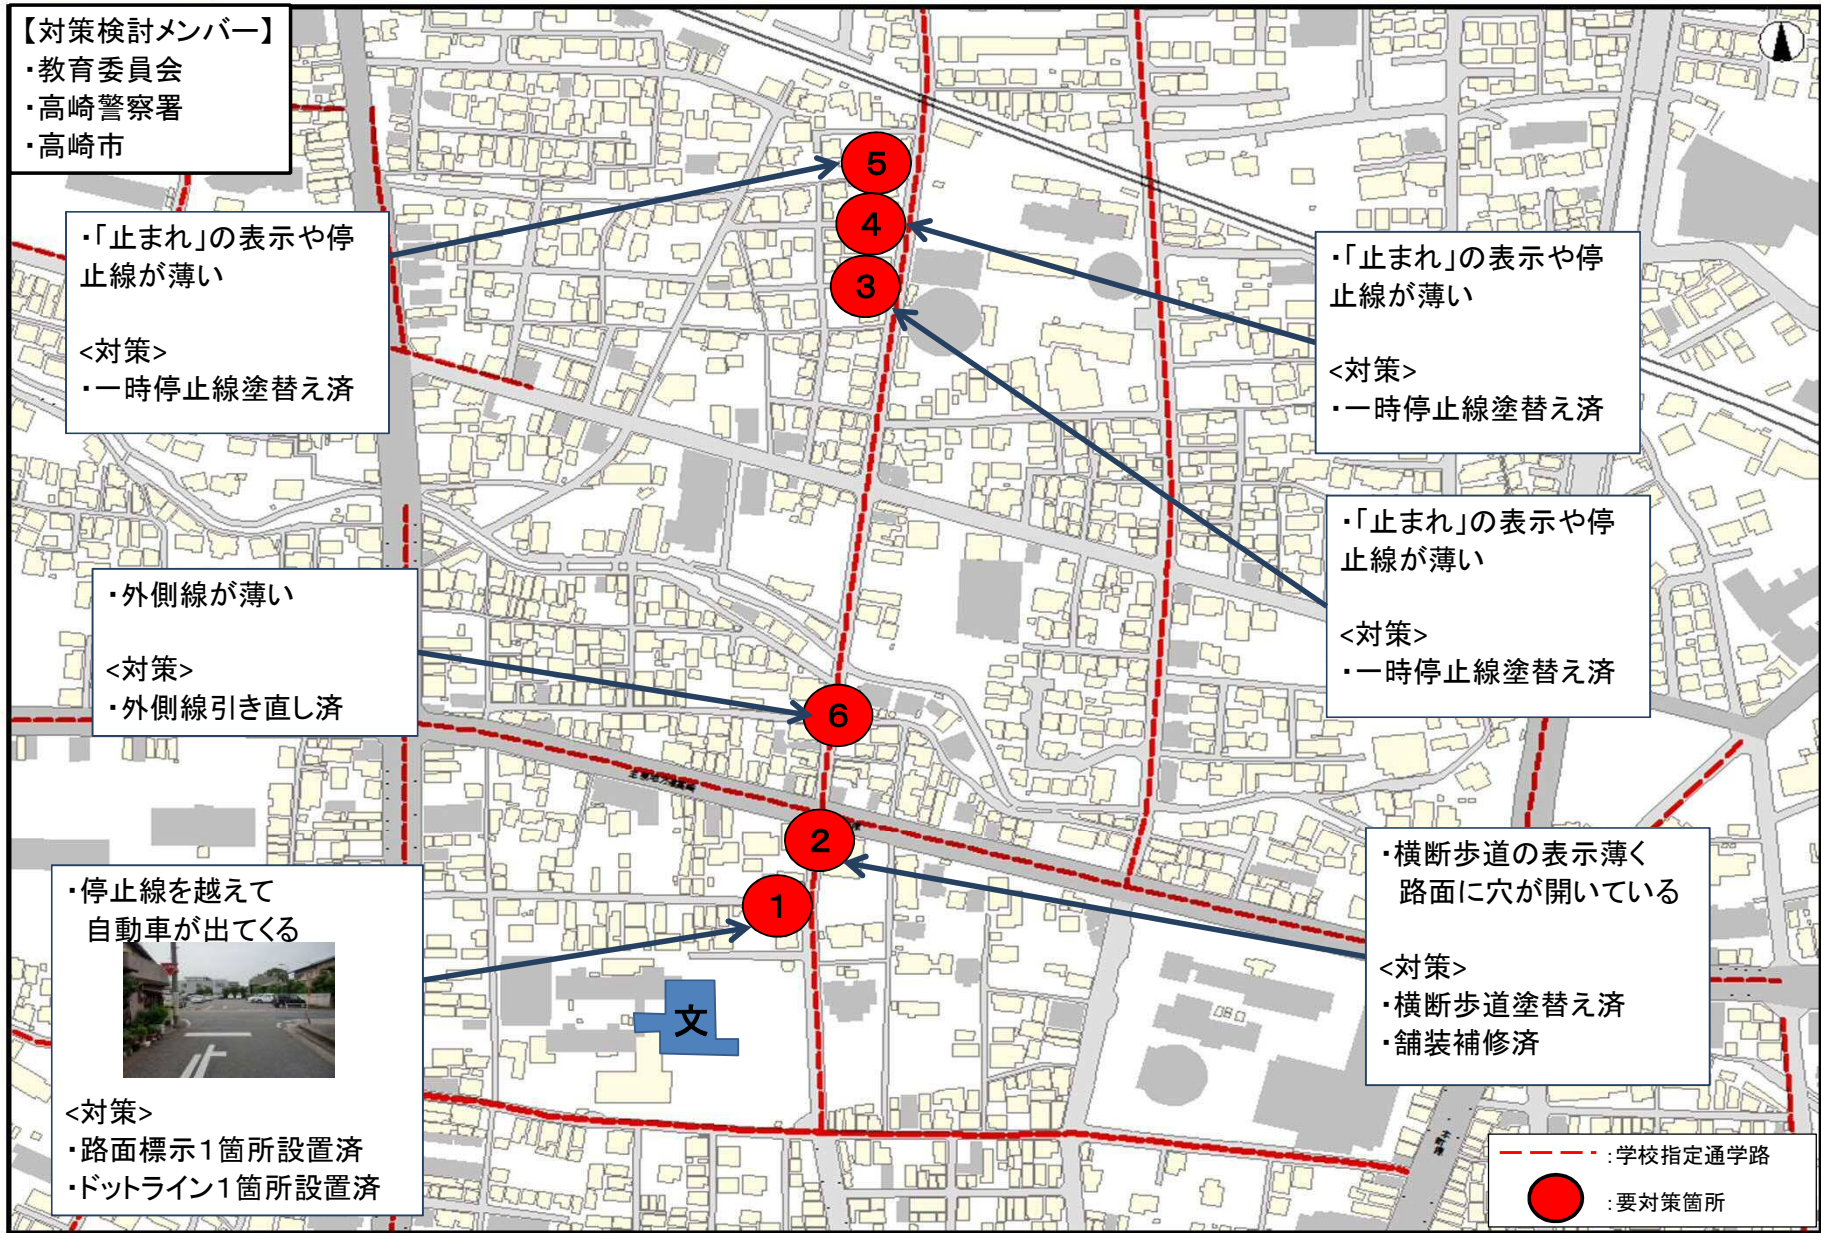 【対策検討メンバー】
・教育委員会
・高崎警察署
・高崎市
・「止まれ」の表示や停
止線が薄い
<対策>
・一時停止線塗替え済
5
4
3
・「止まれ」の表示や停
止線が薄い
<対策>
・一時停止線塗替え済
・「止まれ」の表示や停
止線が薄い
<対策>
・一時停止線塗替え済
・外側線が薄い
<対策>
・外側線引き直し済
6
2
1
・停止線を越えて
自動車が出てくる
<対策>
・路面標示1箇所設置済
・ドットライン1箇所設置済
文
・横断歩道の表示薄く
路面に穴が開いている
<対策>
・横断歩道塗替え済
・舗装補修済
:学校指定通学路
:要対策箇所